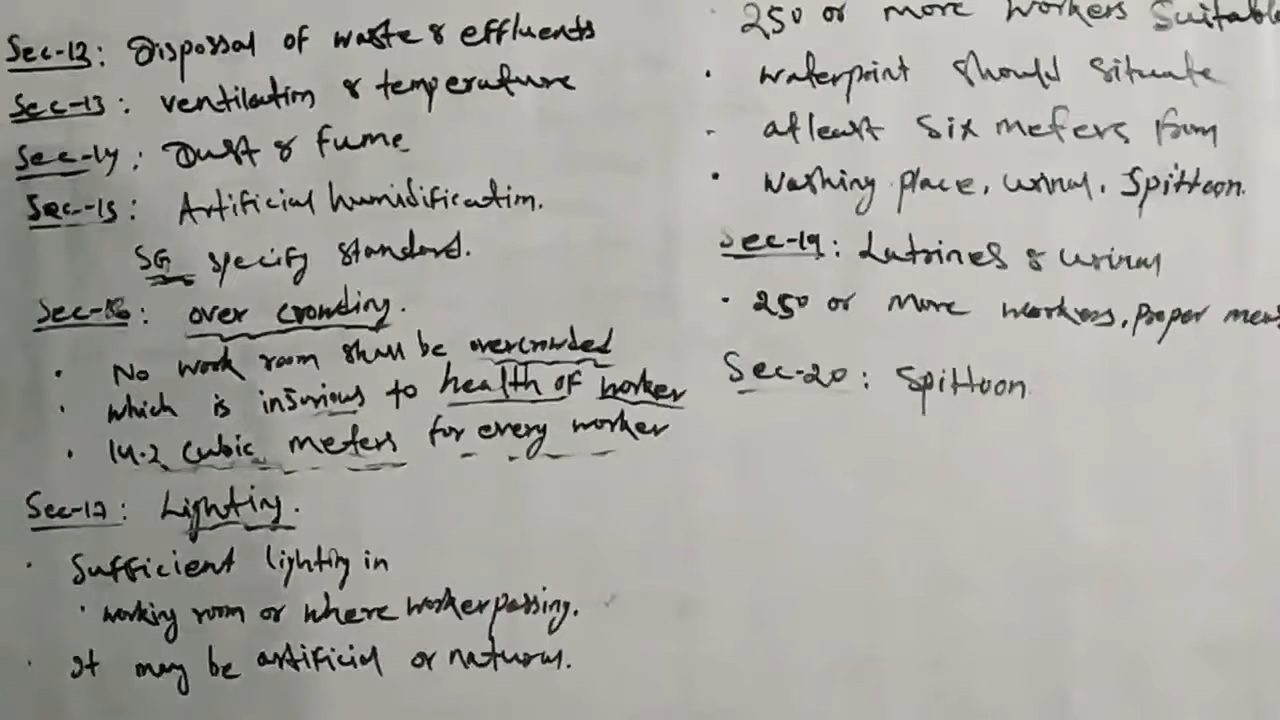 Sec-12: Disposal of waste & effluents
Sec-13: ventilation & temperature
Sec-14: Dust & fume
Sec-15: Artificial humidification.
SG specify standard.
Sec-16: over crowding.
· No work room shall be overcrowded
· which is injurious to health of worker
· 14.2 cubic meters for every worker
Sec-17: Lighting.
· Sufficient lighting in
· working room or where worker passing.
· It may be artificial or natural.
· 250 or more workers Suitabl
· waterpoint should situate
· atleast six meters from
· washing place, urinal, Spittoon.
Sec-19: Latrines & urinal
· 250 or more workers, proper
Sec-20: Spittoon